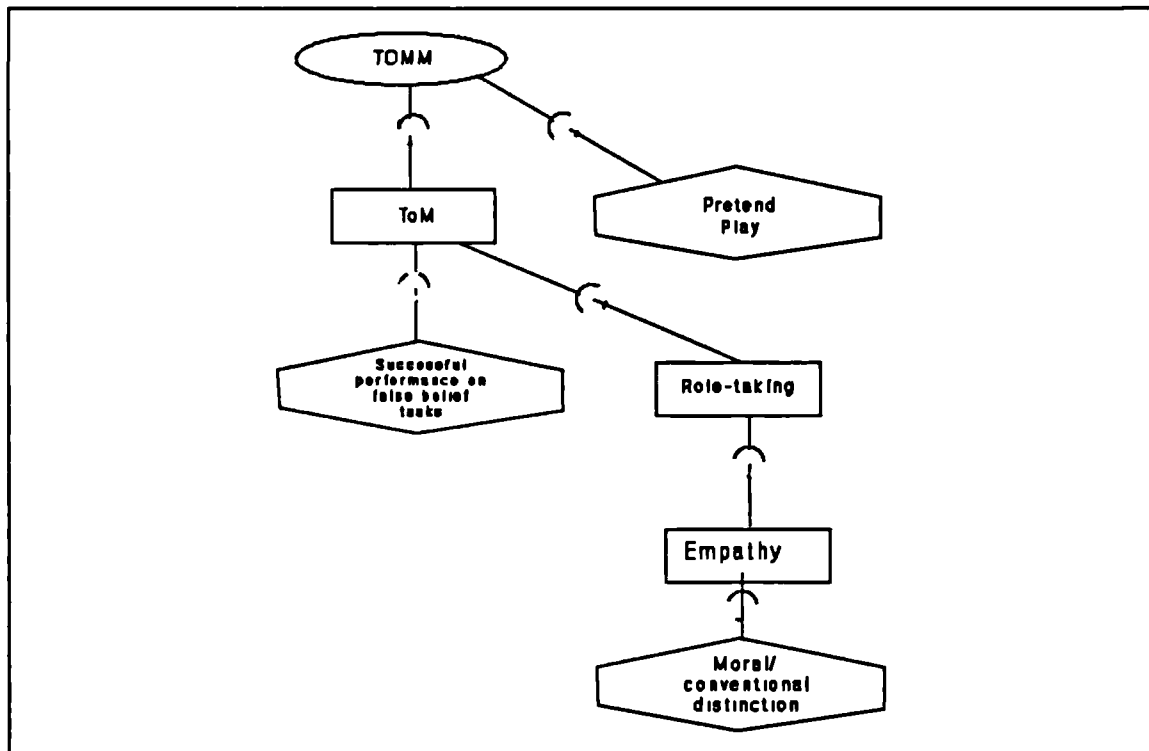 TOMM
ToM
Pretend
Play
Successful
performance on
false belief
tasks
Role-taking
Empathy
Moral/
conventional
distinction